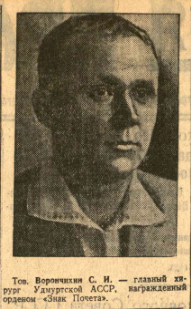 Тов. Ворончихин С. И. — главный хи-
рург Удмуртской АССР, награжденный
орденом «Знак Почета».